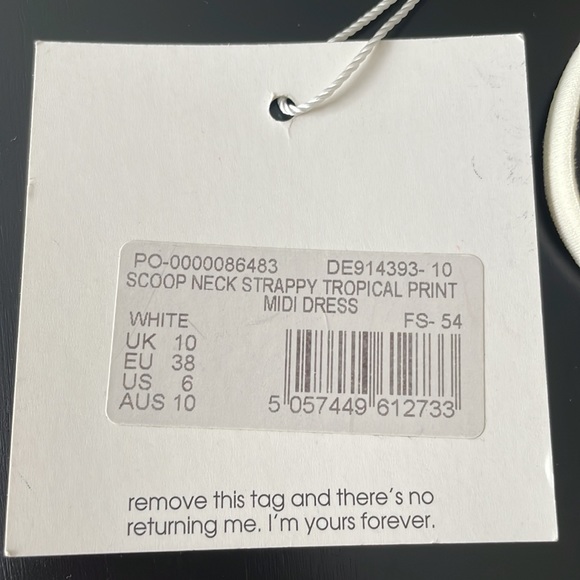 PO-0000086483 DE914393- 10
SCOOP NECK STRAPPY TROPICAL PRINT
MIDI DRESS
WHITE FS- 54
UK 10
EU 38
US 6
AUS 10
5 057449 612733
remove this tag and there's no
returning me. I'm yours forever.